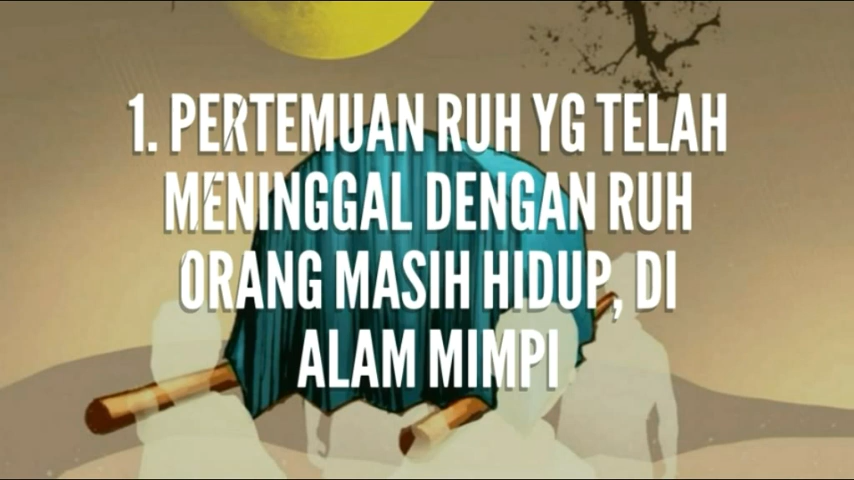 1. PERTEMUAN RUH YG TELAH
MENINGGAL DENGAN RUH
ORANG MASIH HIDUP, DI
ALAM MIMPI